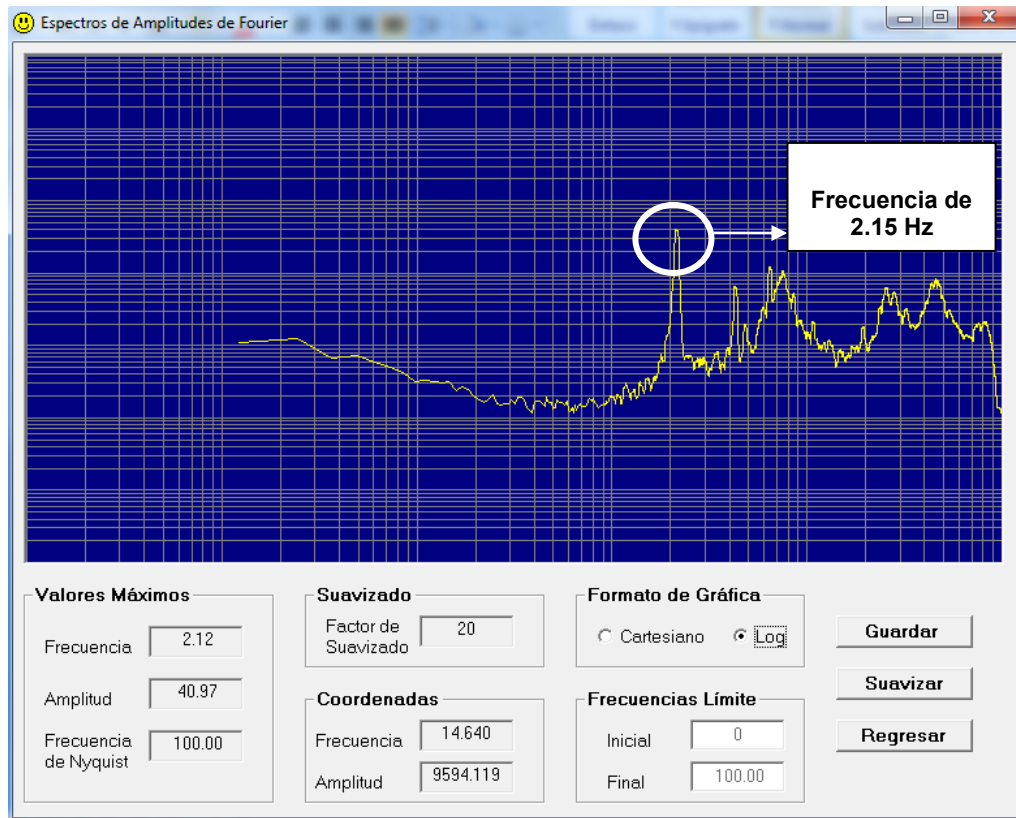 Espectros de Amplitudes de Fourier
Frecuencia de
2.15 Hz
Valores Máximos
Frecuencia 2.12
Amplitud 40.97
Frecuencia
de Nyquist 100.00
Suavizado
Factor de
Suavizado 20
Coordenadas
Frecuencia 14.640
Amplitud 9594.119
Formato de Gráfica
Cartesiano Log
Frecuencias Límite
Inicial 0
Final 100.00
Guardar
Suavizar
Regresar